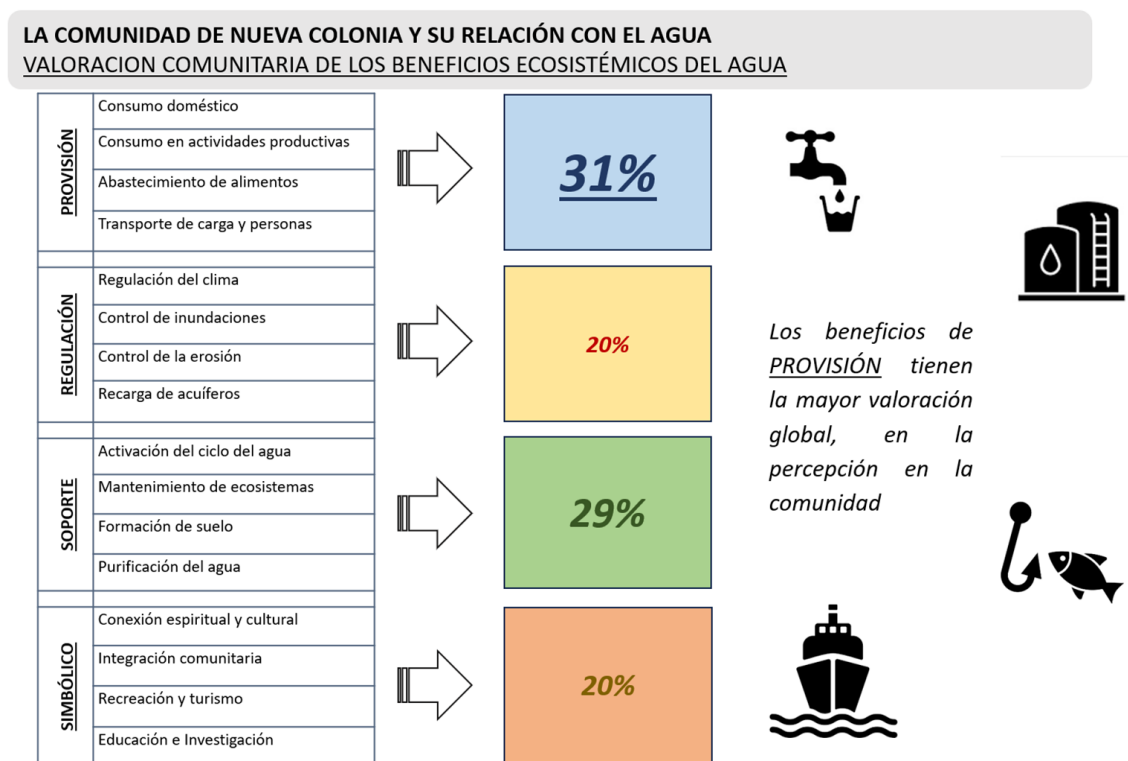 LA COMUNIDAD DE NUEVA COLONIA Y SU RELACIÓN CON EL AGUA
VALORACION COMUNITARIA DE LOS BENEFICIOS ECOSISTÉMICOS DEL AGUA
PROVISIÓN
Consumo doméstico
Consumo en actividades productivas
Abastecimiento de alimentos
Transporte de carga y personas
31%
REGULACIÓN
Regulación del clima
Control de inundaciones
Control de la erosión
Recarga de acuíferos
20%
SOPORTE
Activación del ciclo del agua
Mantenimiento de ecosistemas
Formación de suelo
Purificación del agua
29%
SIMBÓLICO
Conexión espiritual y cultural
Integración comunitaria
Recreación y turismo
Educación e Investigación
20%
Los beneficios de
PROVISIÓN tienen
la mayor valoración
global, en la
percepción en la
comunidad